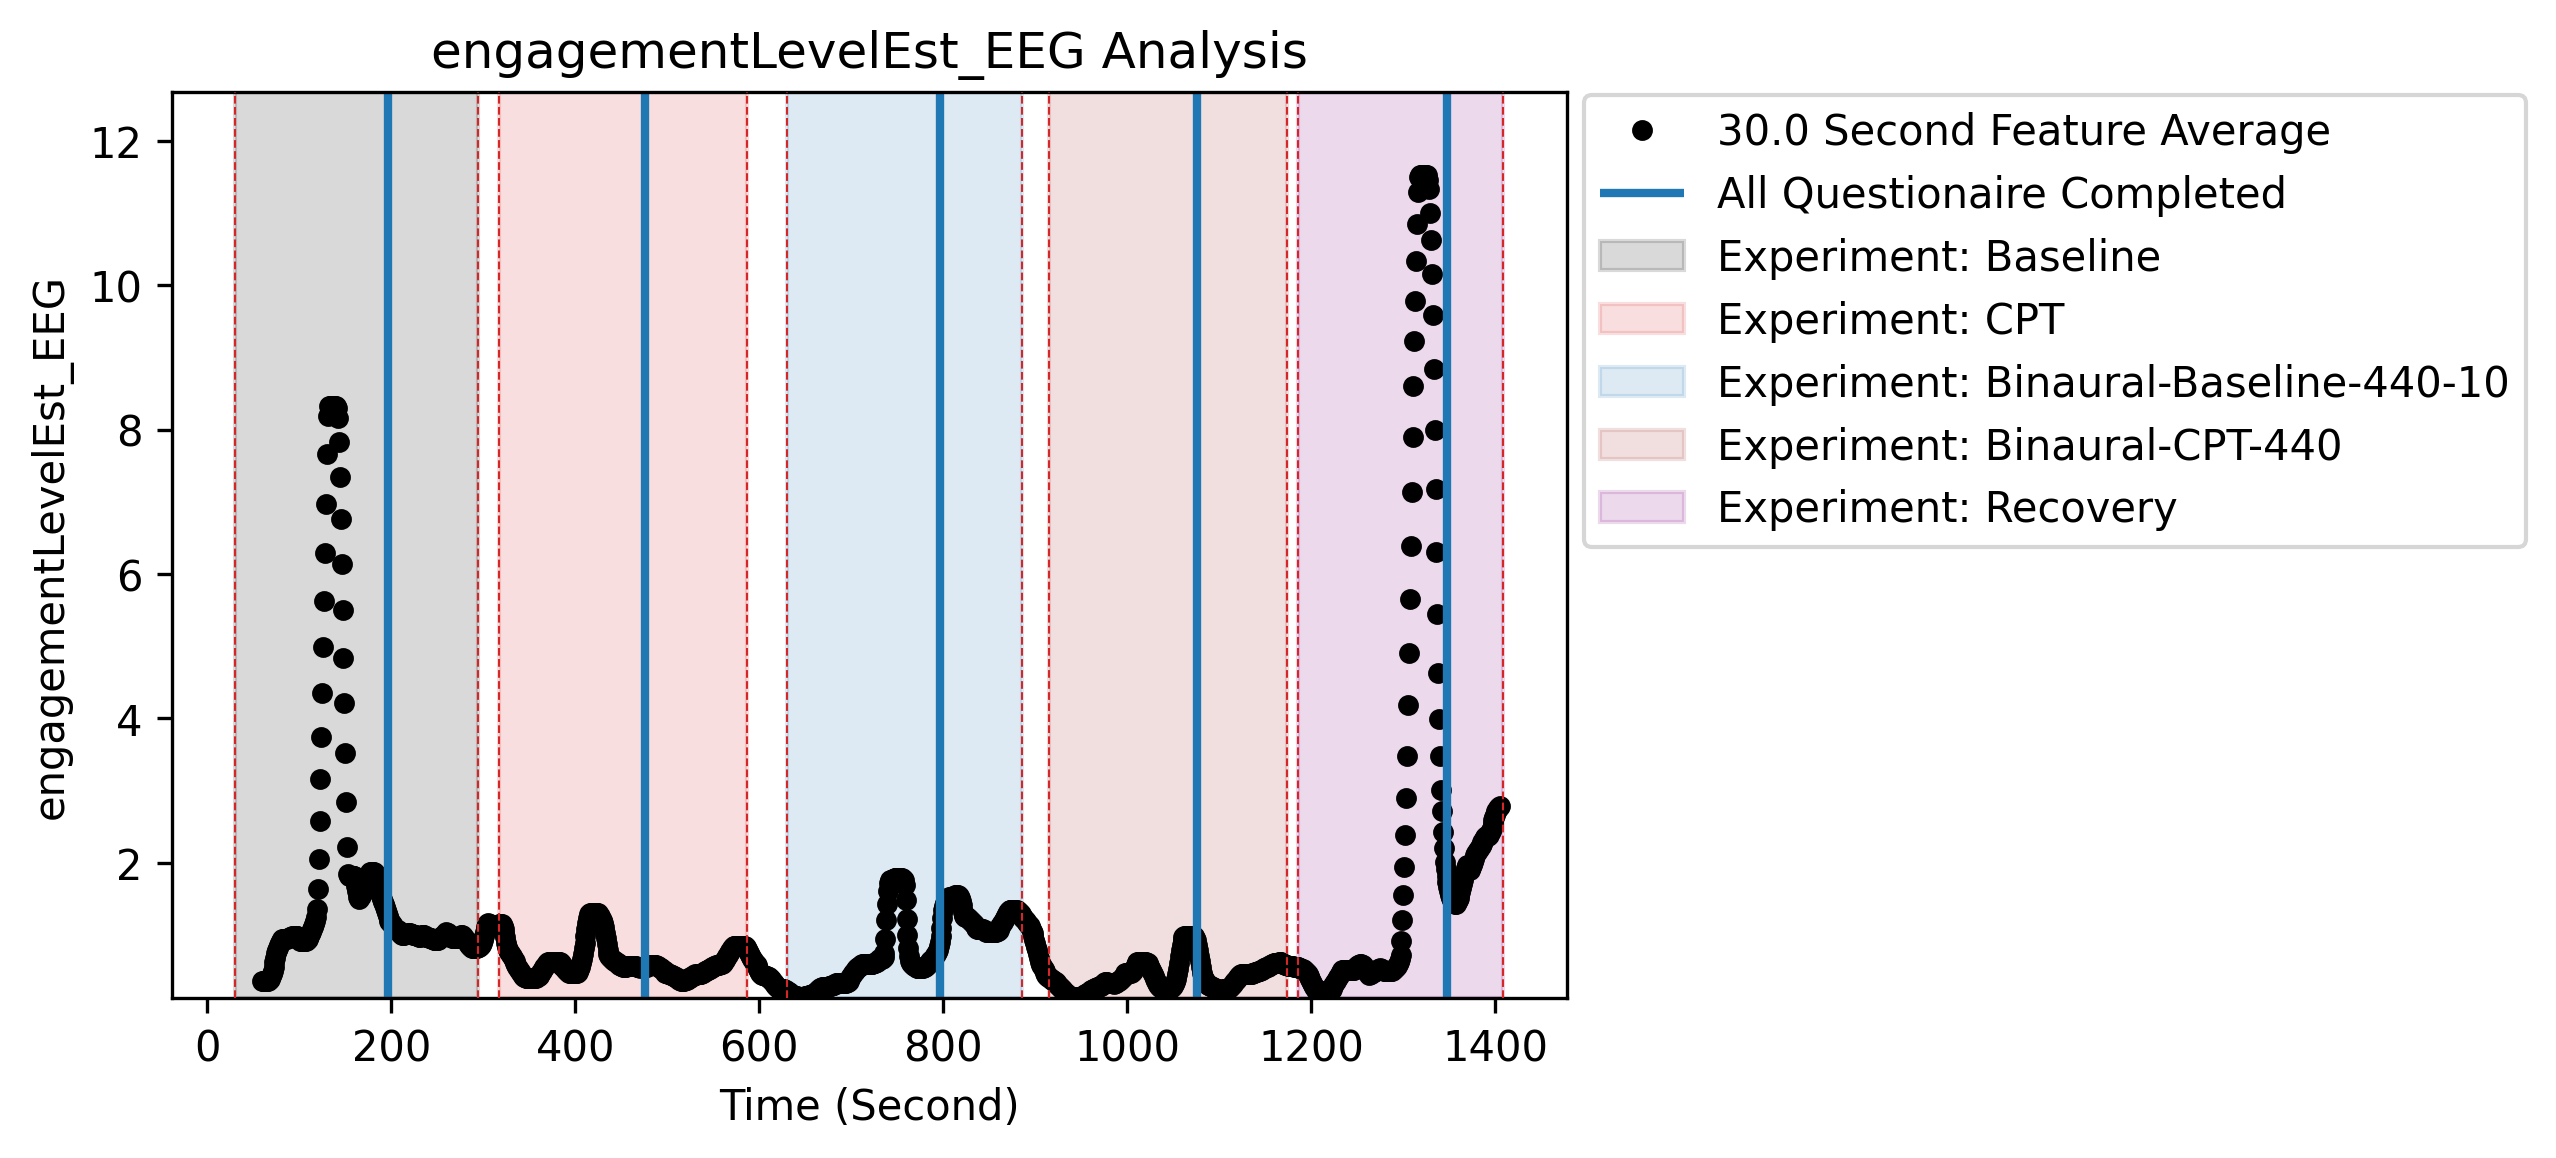 engagementLevelEst_EEG Analysis
engagementLevelEst_EEG
12
10
8
6
4
2
0 200 400 600 800 1000 1200 1400
Time (Second)
30.0 Second Feature Average
All Questionaire Completed
Experiment: Baseline
Experiment: CPT
Experiment: Binaural-Baseline-440-10
Experiment: Binaural-CPT-440
Experiment: Recovery